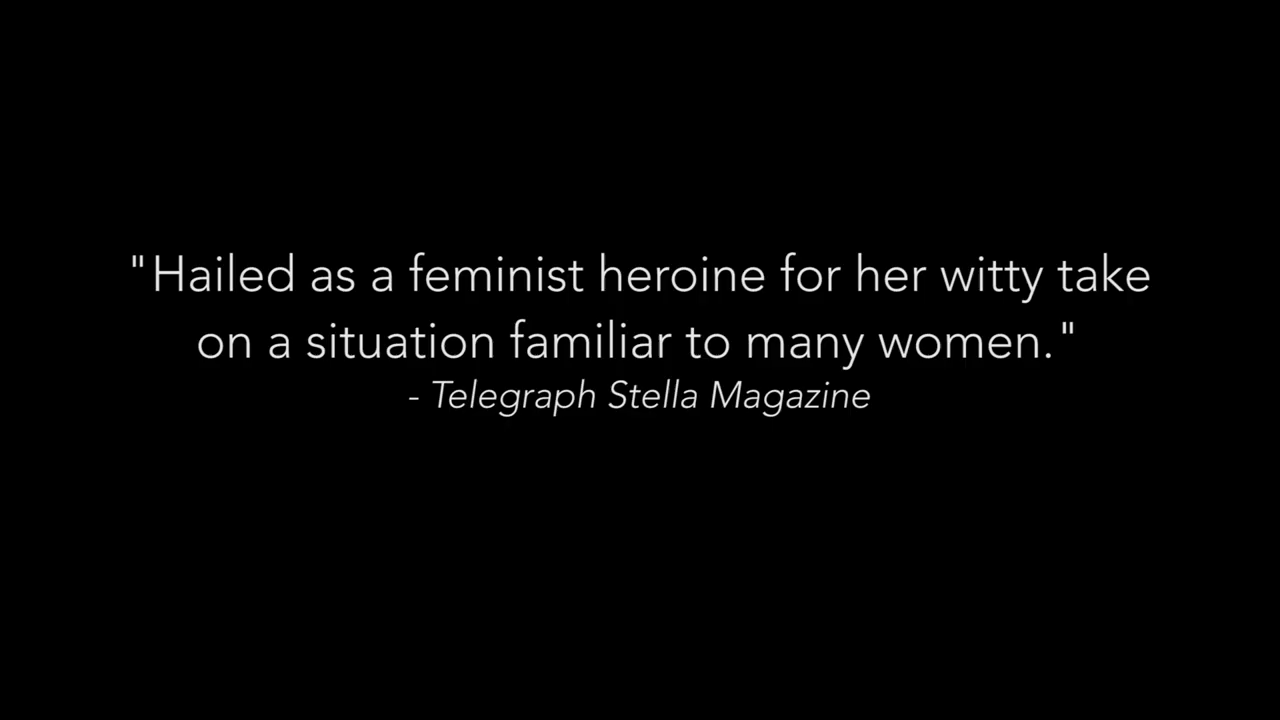 "Hailed as a feminist heroine for her witty take
on a situation familiar to many women."
- Telegraph Stella Magazine